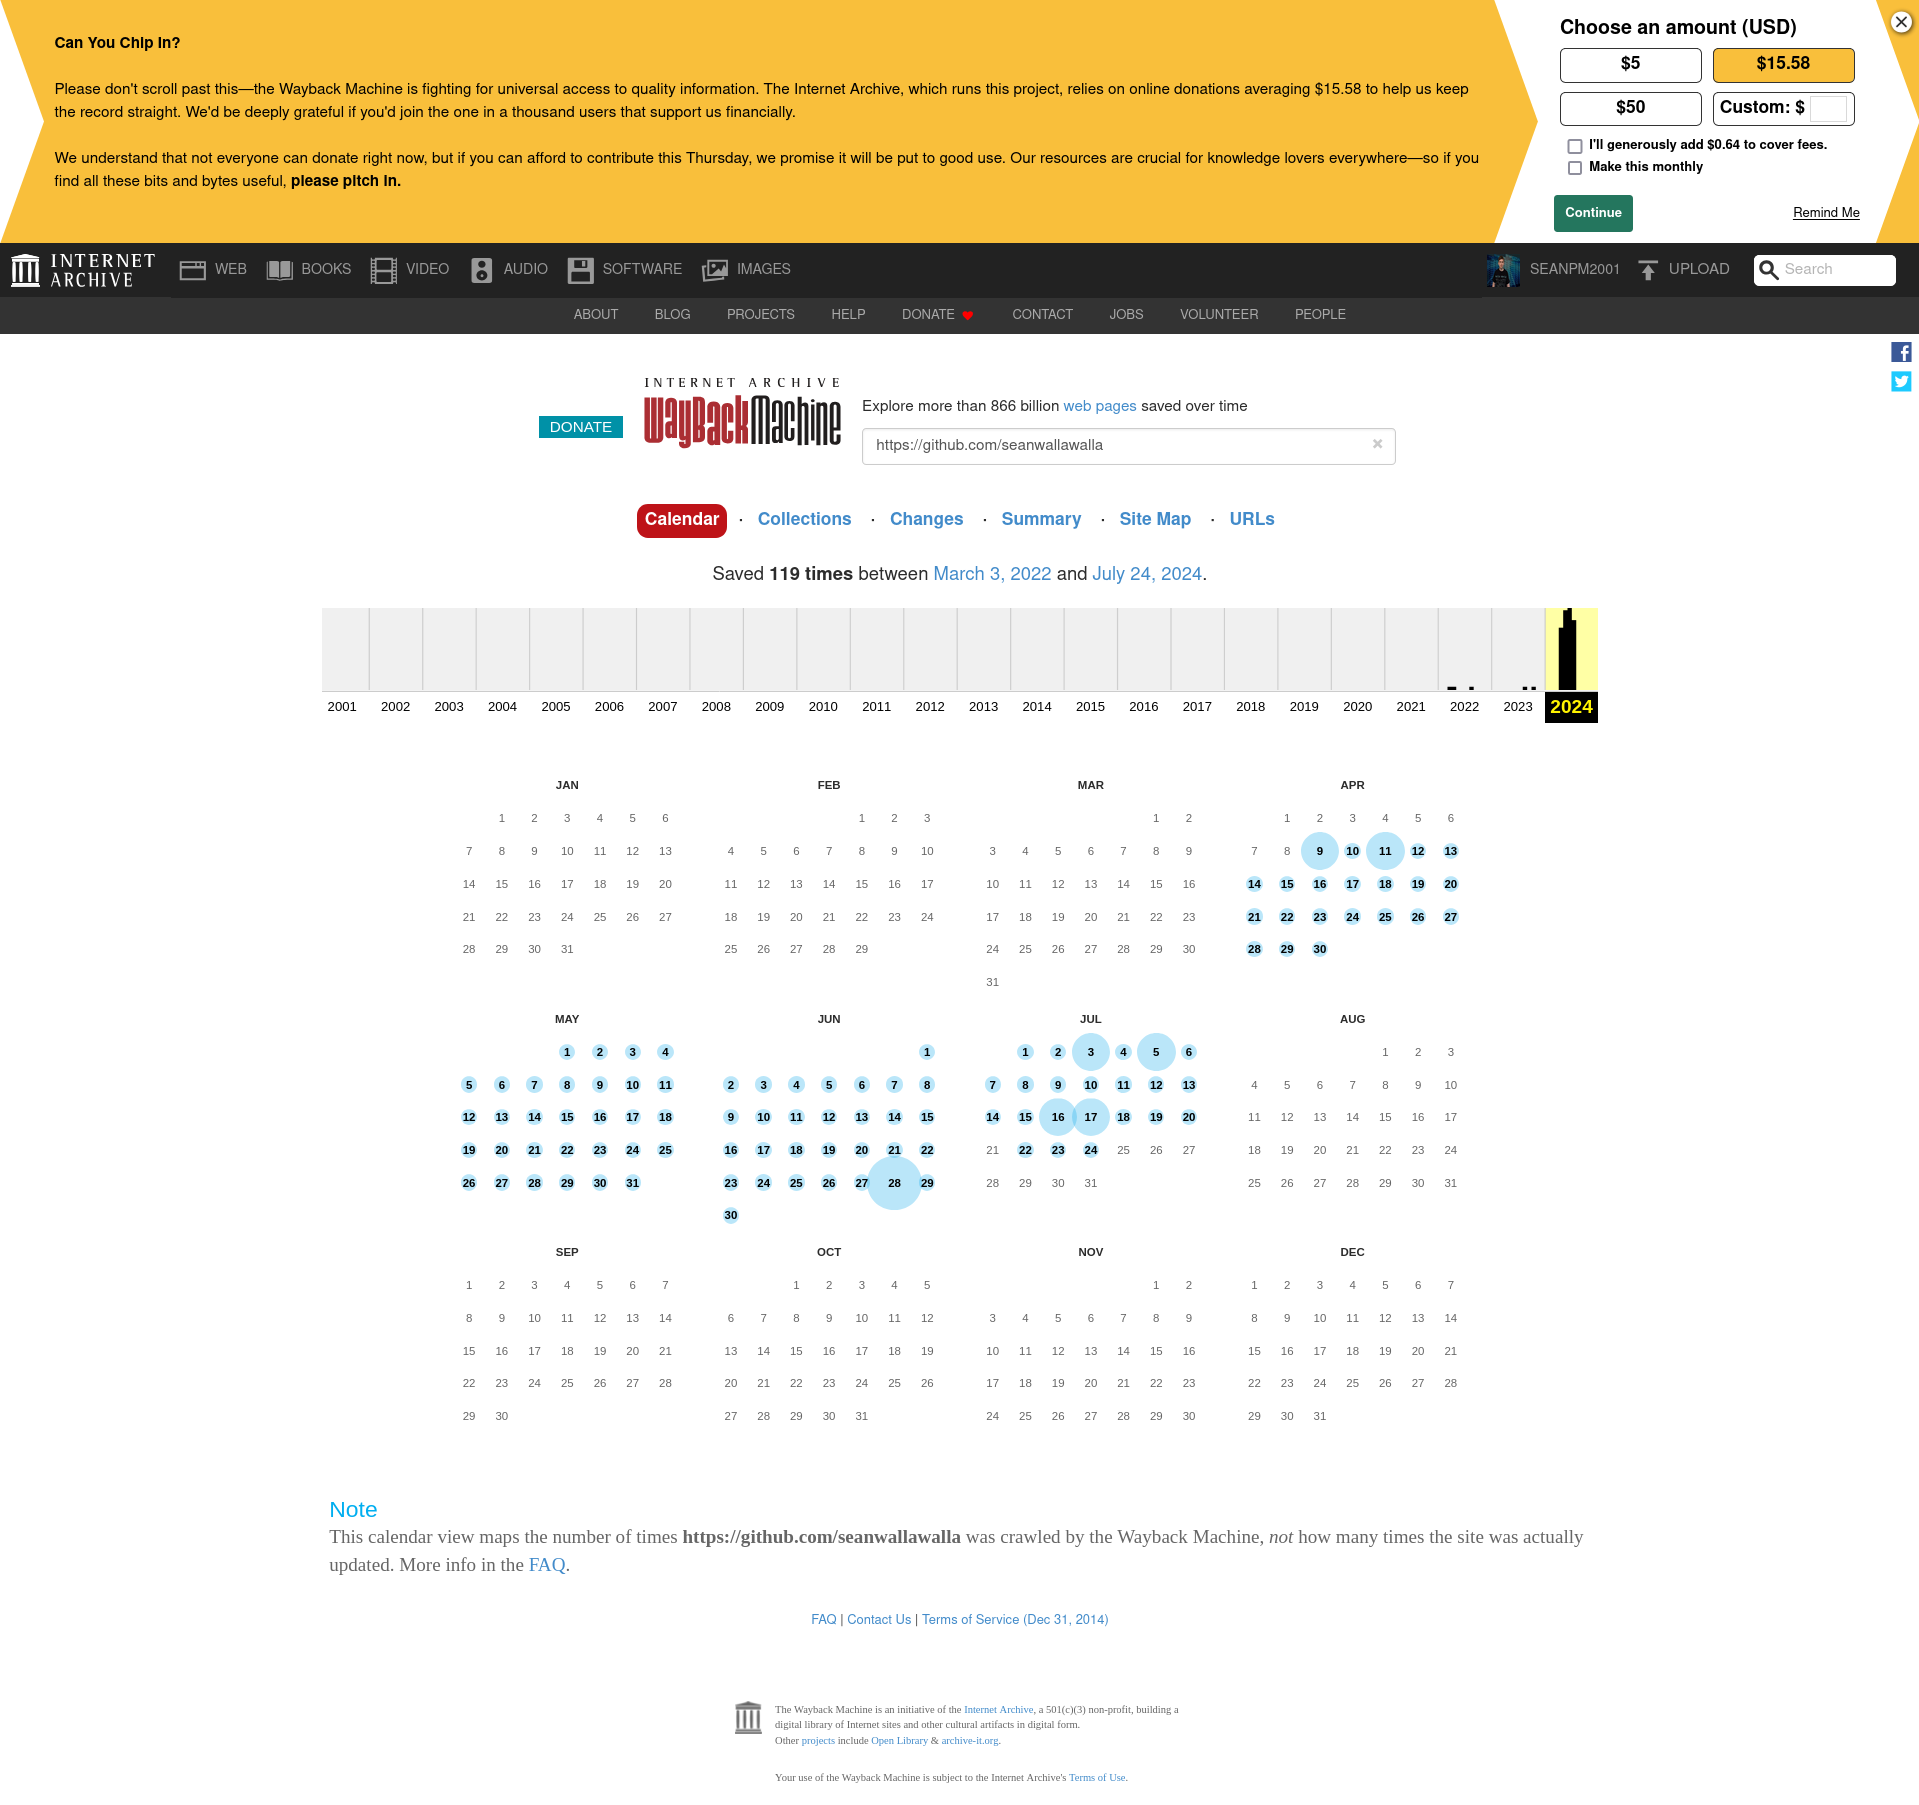 Can You Chip In?
Please don't scroll past this—the Wayback Machine is fighting for universal access to quality information. The Internet Archive, which runs this project, relies on online donations averaging $15.58 to help us keep
the record straight. We'd be deeply grateful if you'd join the one in a thousand users that support us financially.
We understand that not everyone can donate right now, but if you can afford to contribute this Thursday, we promise it will be put to good use. Our resources are crucial for knowledge lovers everywhere—so if you
find all these bits and bytes useful, please pitch in.
Choose an amount (USD)
$5 $15.58
$50 Custom: $
I'll generously add $0.64 to cover fees.
Make this monthly
Continue Remind Me
INTERNET
ARCHIVE
WEB BOOKS VIDEO AUDIO SOFTWARE IMAGES SEANPM2001 UPLOAD Search
ABOUT BLOG PROJECTS HELP DONATE CONTACT JOBS VOLUNTEER PEOPLE
DONATE
INTERNET ARCHIVE
WayBackMachine
Explore more than 866 billion web pages saved over time
https://github.com/seanwallawalla
Calendar · Collections · Changes · Summary · Site Map · URLs
Saved 119 times between March 3, 2022 and July 24, 2024.
2001 2002 2003 2004 2005 2006 2007 2008 2009 2010 2011 2012 2013 2014 2015 2016 2017 2018 2019 2020 2021 2022 2023 2024
JAN
1 2 3 4 5 6
7 8 9 10 11 12 13
14 15 16 17 18 19 20
21 22 23 24 25 26 27
28 29 30 31
FEB
1 2 3
4 5 6 7 8 9 10
11 12 13 14 15 16 17
18 19 20 21 22 23 24
25 26 27 28 29
MAR
1 2
3 4 5 6 7 8 9
10 11 12 13 14 15 16
17 18 19 20 21 22 23
24 25 26 27 28 29 30
31
APR
1 2 3 4 5 6
7 8 9 10 11 12 13
14 15 16 17 18 19 20
21 22 23 24 25 26 27
28 29 30
MAY
1 2 3 4
5 6 7 8 9 10 11
12 13 14 15 16 17 18
19 20 21 22 23 24 25
26 27 28 29 30 31
JUN
1
2 3 4 5 6 7 8
9 10 11 12 13 14 15
16 17 18 19 20 21 22
23 24 25 26 27 28 29
30
JUL
1 2 3 4 5 6
7 8 9 10 11 12 13
14 15 16 17 18 19 20
21 22 23 24 25 26 27
28 29 30 31
AUG
1 2 3
4 5 6 7 8 9 10
11 12 13 14 15 16 17
18 19 20 21 22 23 24
25 26 27 28 29 30 31
SEP
1 2 3 4 5 6 7
8 9 10 11 12 13 14
15 16 17 18 19 20 21
22 23 24 25 26 27 28
29 30
OCT
1 2 3 4 5
6 7 8 9 10 11 12
13 14 15 16 17 18 19
20 21 22 23 24 25 26
27 28 29 30 31
NOV
1 2
3 4 5 6 7 8 9
10 11 12 13 14 15 16
17 18 19 20 21 22 23
24 25 26 27 28 29 30
DEC
1 2 3 4 5 6 7
8 9 10 11 12 13 14
15 16 17 18 19 20 21
22 23 24 25 26 27 28
29 30 31
Note
This calendar view maps the number of times https://github.com/seanwallawalla was crawled by the Wayback Machine, not how many times the site was actually
updated. More info in the FAQ.
FAQ | Contact Us | Terms of Service (Dec 31, 2014)
The Wayback Machine is an initiative of the Internet Archive, a 501(c)(3) non-profit, building a
digital library of Internet sites and other cultural artifacts in digital form.
Other projects include Open Library & archive-it.org.
Your use of the Wayback Machine is subject to the Internet Archive's Terms of Use.